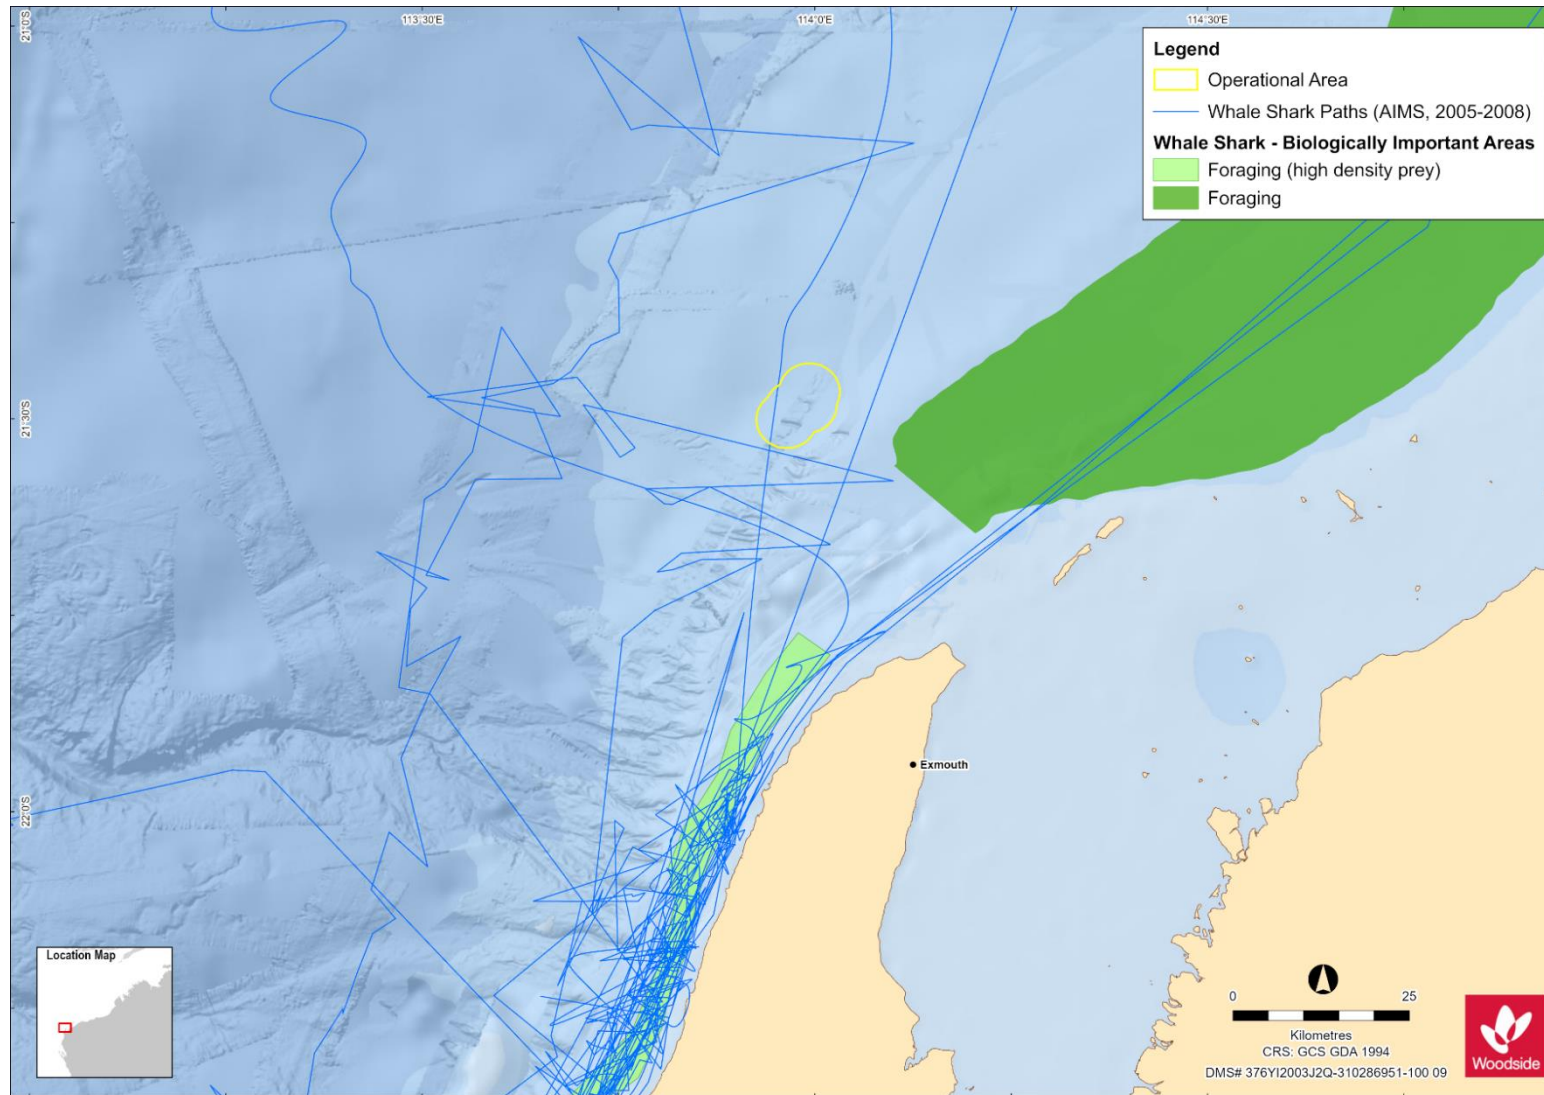 113°30'E
114°0'E
114°30'E
21°0'S
21°30'S
22°0'S
Legend
Operational Area
Whale Shark Paths (AIMS, 2005-2008)
Whale Shark - Biologically Important Areas
Foraging (high density prey)
Foraging
Exmouth
Location Map
0 25
Kilometres
CRS: GCS GDA 1994
DMS# 376YI2003J2Q-310286951-100 09
Woodside